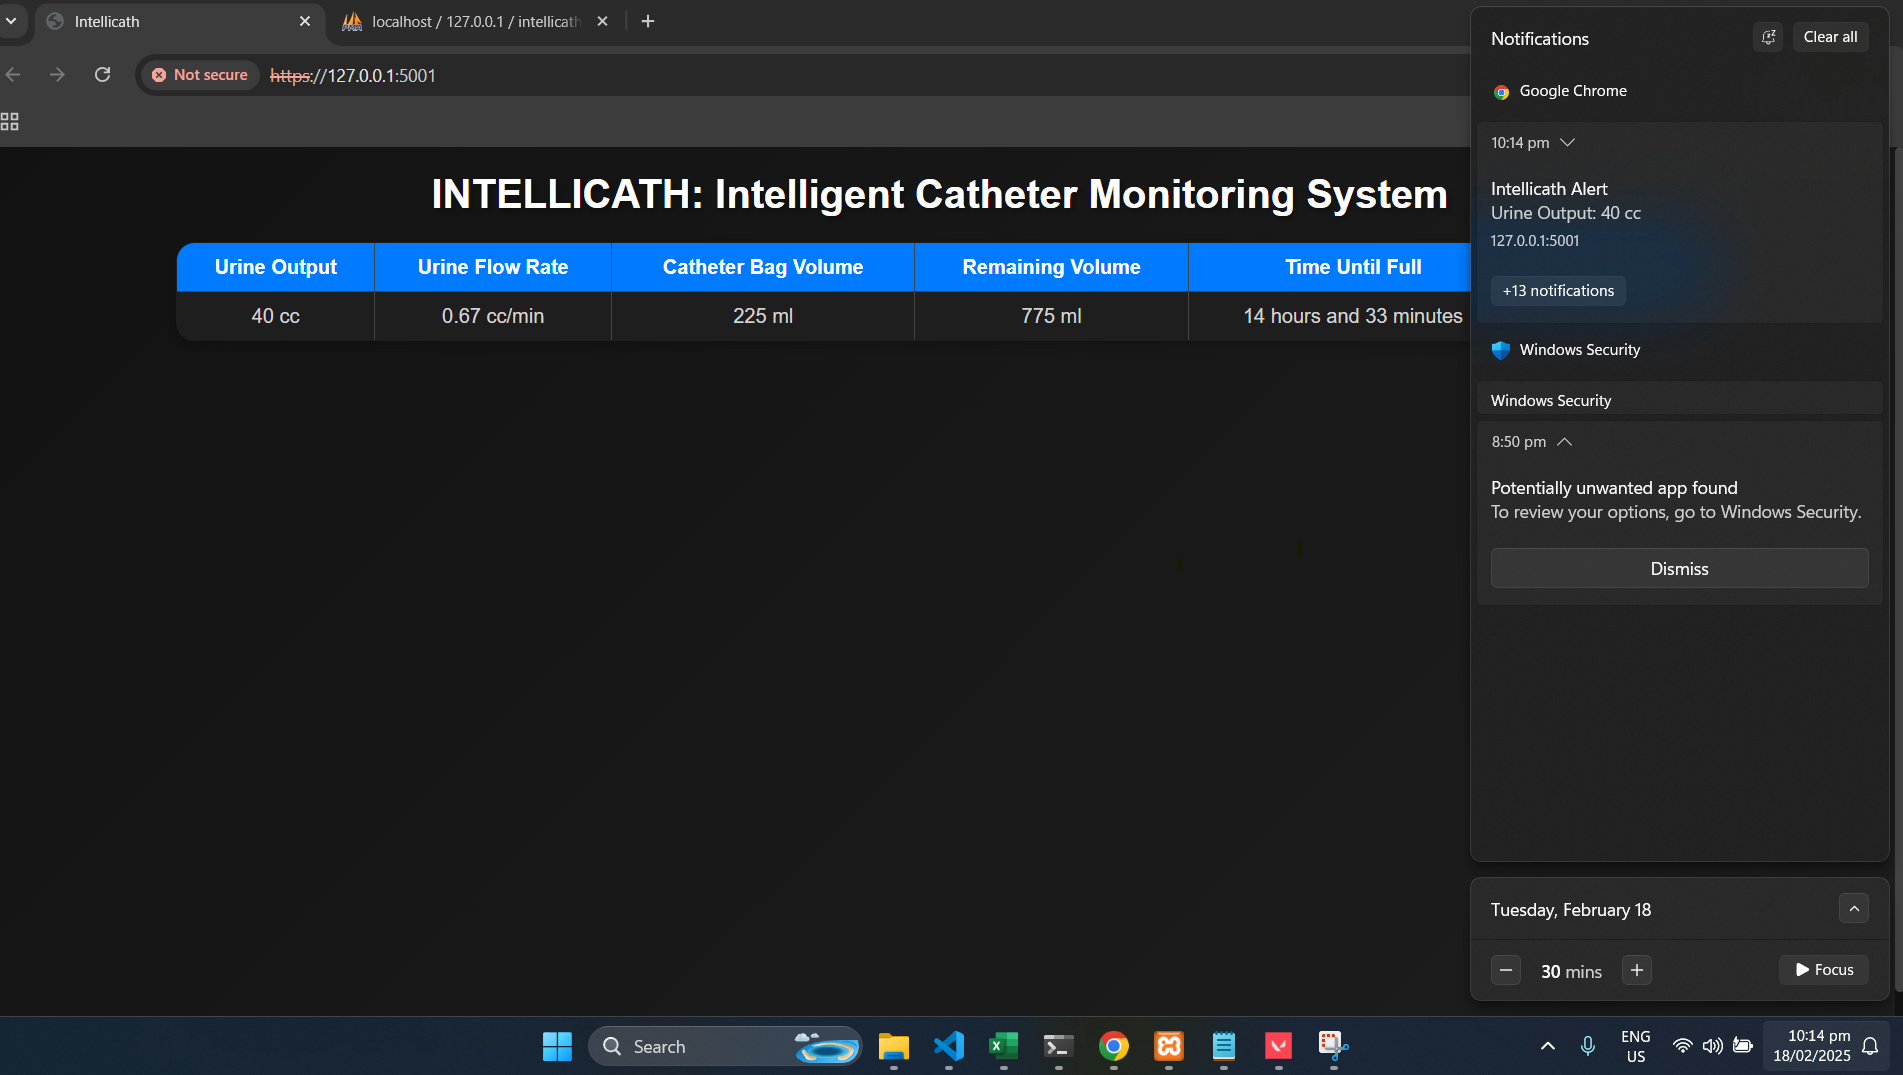 Intellicath
localhost / 127.0.0.1 / intellicath
Not secure
https://127.0.0.1:5001
INTELLICATH: Intelligent Catheter Monitoring System
Urine Output Urine Flow Rate Catheter Bag Volume Remaining Volume Time Until Full
40 cc 0.67 cc/min 225 ml 775 ml 14 hours and 33 minutes
Notifications
Clear all
Google Chrome
10:14 pm
Intellicath Alert
Urine Output: 40 cc
127.0.0.1:5001
+13 notifications
Windows Security
Windows Security
8:50 pm
Potentially unwanted app found
To review your options, go to Windows Security.
Dismiss
Tuesday, February 18
30 mins
Focus
Search
ENG
US
10:14 pm
18/02/2025